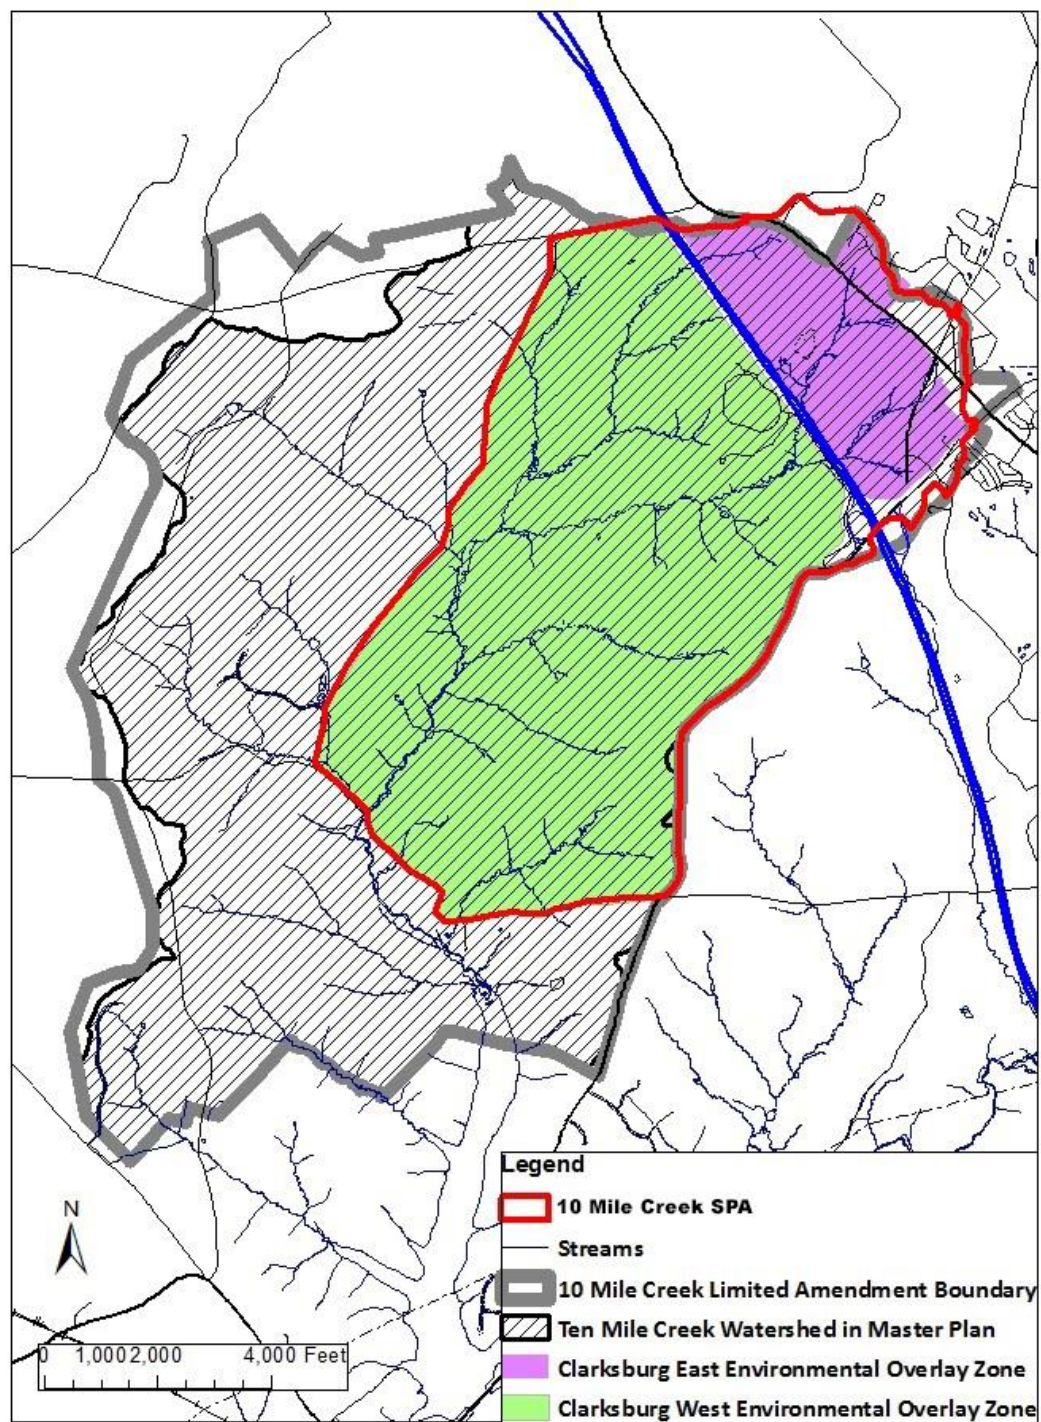 Legend
10 Mile Creek SPA
Streams
10 Mile Creek Limited Amendment Boundary
Ten Mile Creek Watershed in Master Plan
Clarksburg East Environmental Overlay Zone
Clarksburg West Environmental Overlay Zone
N
0 1,000 2,000 4,000 Feet